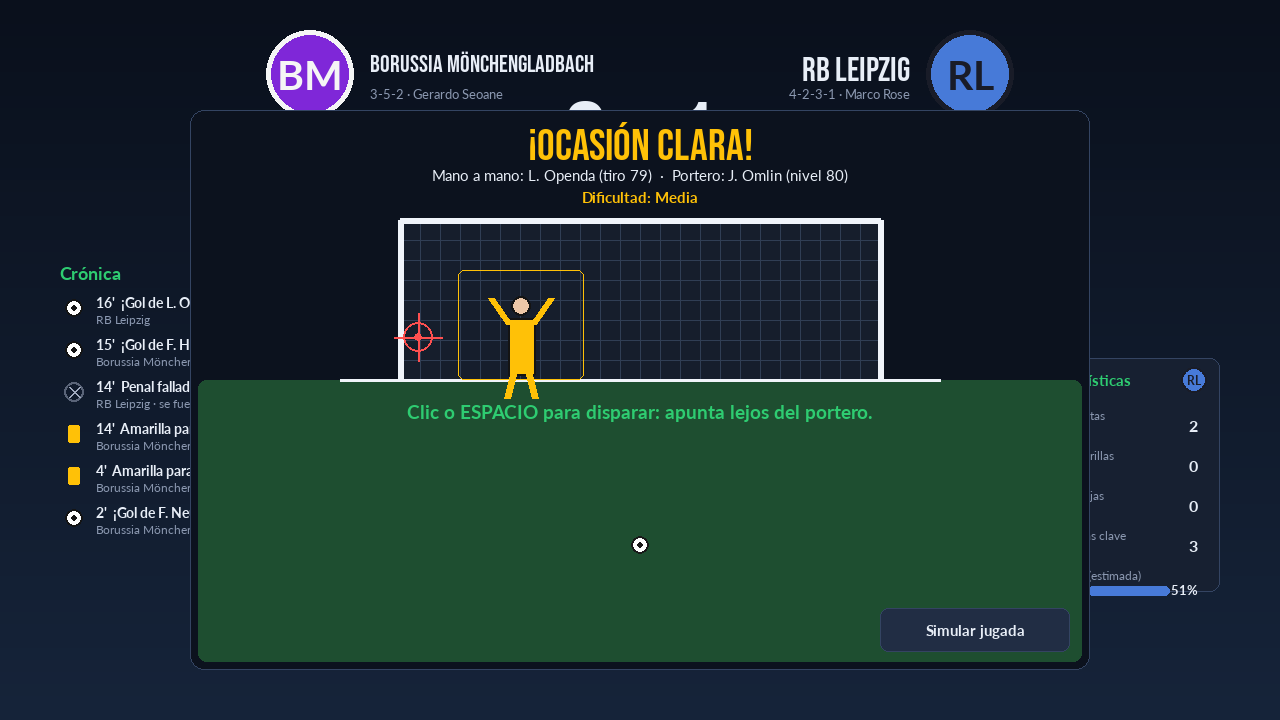 BM
BORUSSIA MÖNCHENGLADBACH
3-5-2 · Gerardo Seoane
RB LEIPZIG
4-2-3-1 · Marco Rose
RL
¡OCASIÓN CLARA!
Mano a mano: L. Openda (tiro 79) · Portero: J. Omlin (nivel 80)
Dificultad: Media
Crónica
16' ¡Gol de L. O
RB Leipzig
15' ¡Gol de F. H
Borussia Möncher
14' Penal fallad
RB Leipzig · se fue
14' Amarilla pa
Borussia Möncher
4' Amarilla para
Borussia Möncher
2' ¡Gol de F. Ne
Borussia Möncher
Clic o ESPACIO para disparar: apunta lejos del portero.
Simular jugada
ísticas
RL
tas
2
rillas
0
jas
0
s clave
3
(estimada)
51%